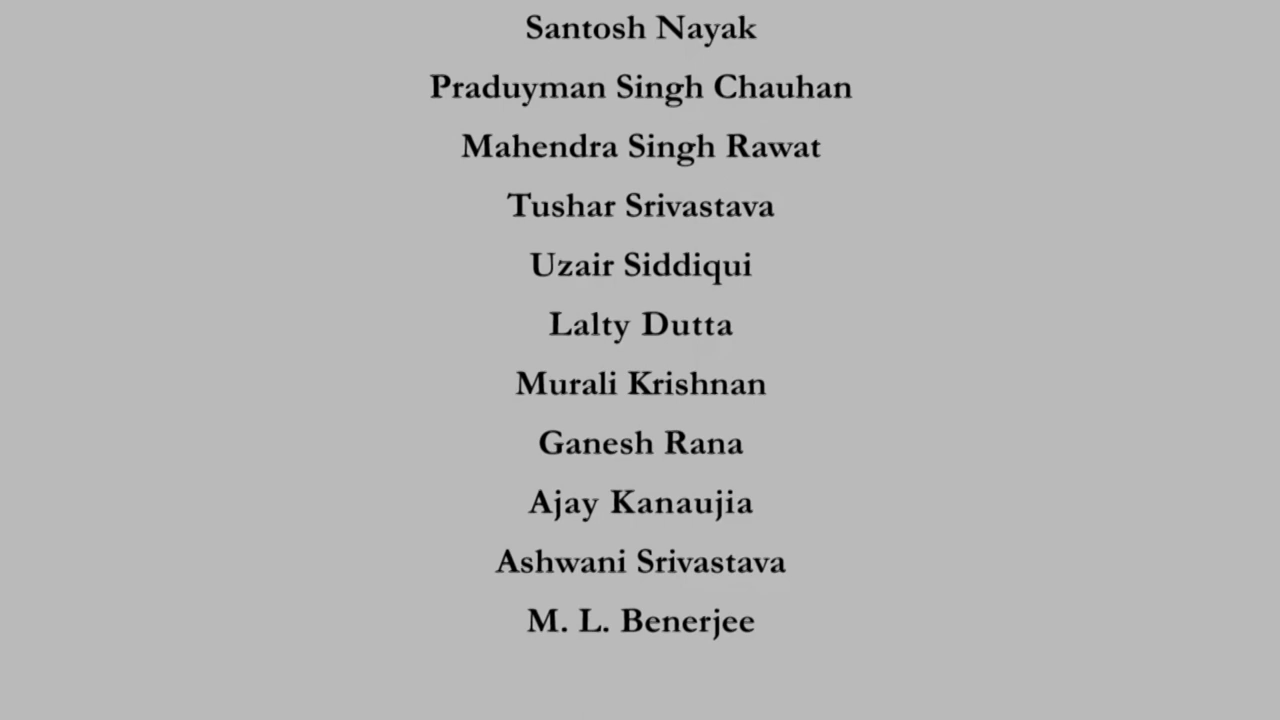 Santosh Nayak
Praduyman Singh Chauhan
Mahendra Singh Rawat
Tushar Srivastava
Uzair Siddiqui
Lalty Dutta
Murali Krishnan
Ganesh Rana
Ajay Kanaujia
Ashwani Srivastava
M. L. Benerjee